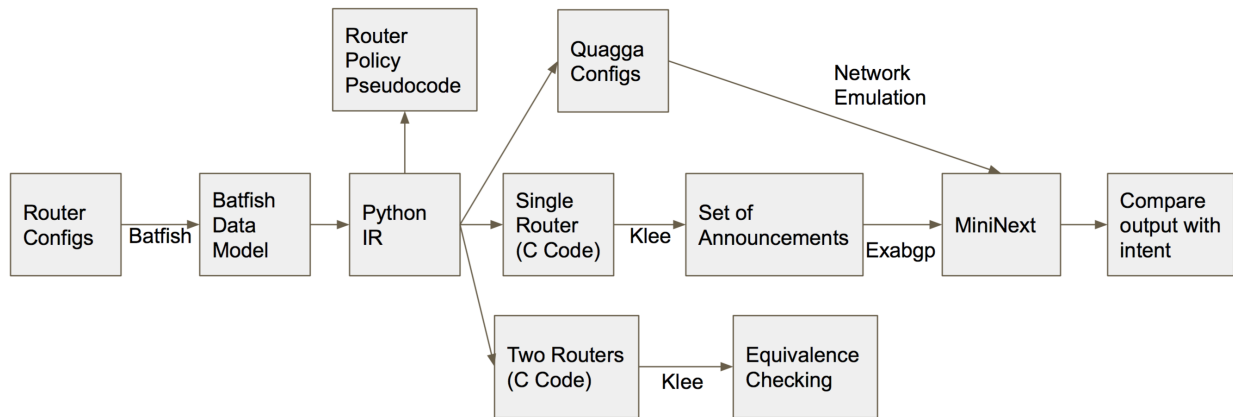 Router
Policy
Pseudocode
Quagga
Configs
Network
Emulation
Router
Configs
Batfish
Batfish
Data
Model
Python
IR
Single
Router
(C Code)
Klee
Set of
Announcements
Exabgp
MiniNext
Compare
output with
intent
Two Routers
(C Code)
Klee
Equivalence
Checking